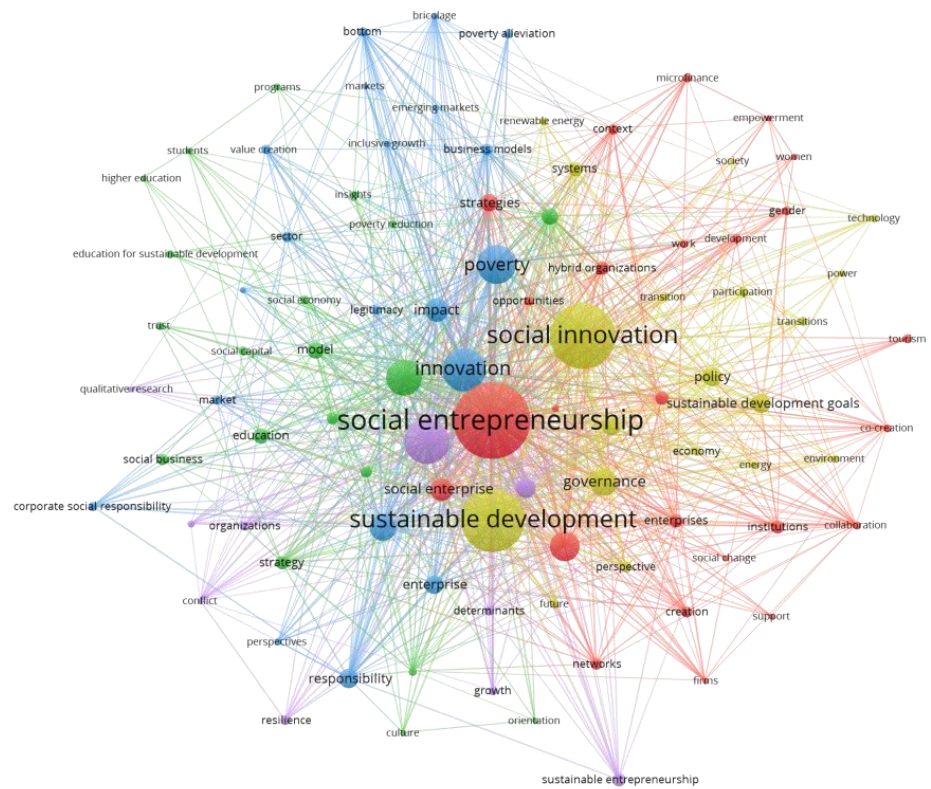 bricolage
bottom
poverty alleviation
microfinance
programs
markets
emerging markets
renewable energy
empowerment
context
students
value creation
inclusive growth
business models
society
women
systems
higher education
insights
strategies
gender
poverty reduction
technology
sector
work
development
education for sustainable development
poverty
hybrid organizations
power
social economy
legitimacy
impact
opportunities
transition
participation
trust
social innovation
transitions
tourism
social capital
model
innovation
policy
qualitative research
market
sustainable development goals
social entrepreneurship
co-creation
education
economy
social business
energy
environment
social enterprise
governance
corporate social responsibility
organizations
sustainable development
enterprises
institutions
collaboration
strategy
social change
perspective
enterprise
conflict
determinants
future
creation
support
perspectives
networks
responsibility
firms
growth
resilience
orientation
culture
sustainable entrepreneurship